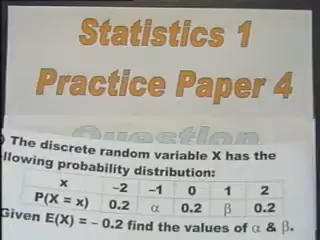 Statistics 1
Practice Paper 4
Question
) The discrete random variable X has the
llowing probability distribution:
x −2 −1 0 1 2
P(X = x) 0.2 α 0.2 β 0.2
Given E(X) = − 0.2 find the values of α & β.